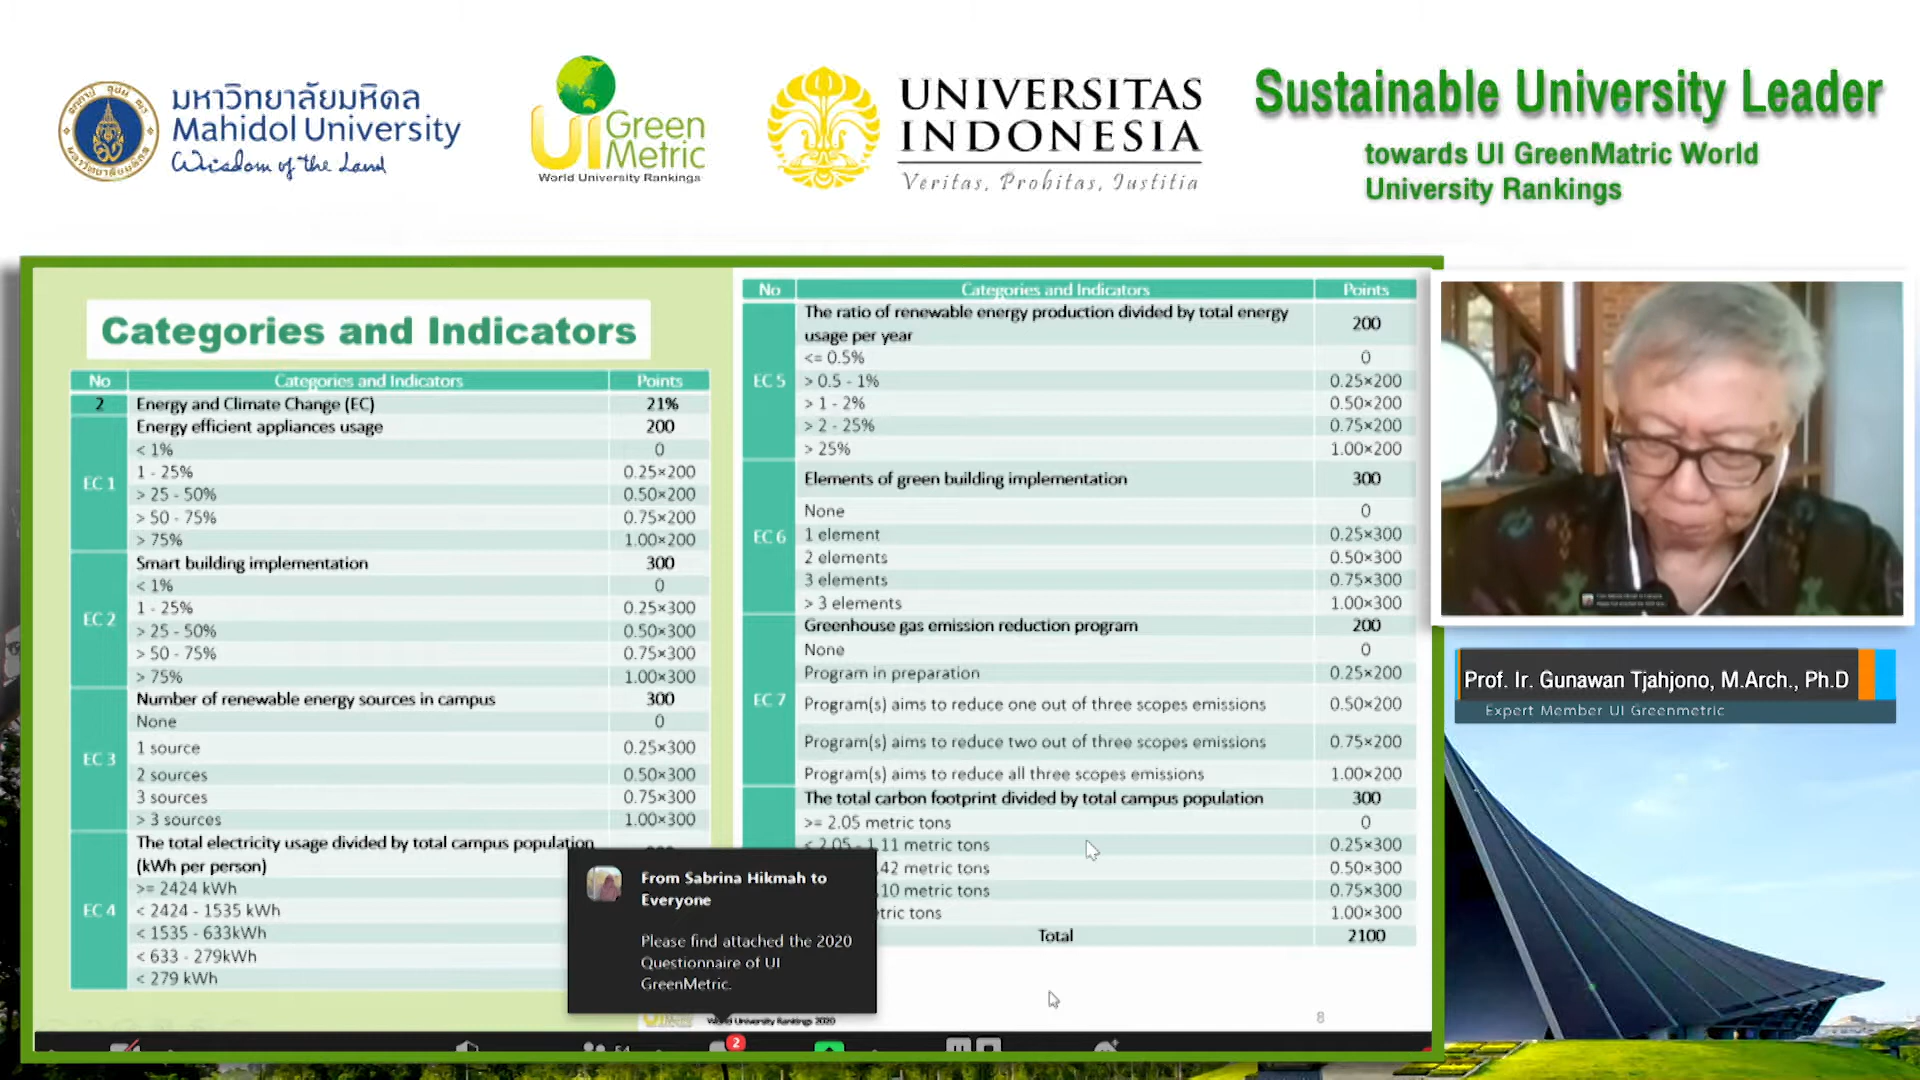 มหาวิทยาลัยมหิดล
Mahidol University
Wisdom of the Land
UI Green
Metric
World University Rankings
UNIVERSITAS
INDONESIA
Veritas, Probitas, Iustitia
Sustainable University Leader
towards UI GreenMatric World
University Rankings
Categories and Indicators
No Categories and Indicators Points
2 Energy and Climate Change (EC) 21%
EC 1 Energy efficient appliances usage 200
< 1% 0
1 - 25% 0.25×200
> 25 - 50% 0.50×200
> 50 - 75% 0.75×200
> 75% 1.00×200
EC 2 Smart building implementation 300
< 1% 0
1 - 25% 0.25×300
> 25 - 50% 0.50×300
> 50 - 75% 0.75×300
> 75% 1.00×300
EC 3 Number of renewable energy sources in campus 300
None 0
1 source 0.25×300
2 sources 0.50×300
3 sources 0.75×300
> 3 sources 1.00×300
EC 4 The total electricity usage divided by total campus population
(kWh per person)
>= 2424 kWh
< 2424 - 1535 kWh
< 1535 - 633kWh
< 633 - 279kWh
< 279 kWh
No Categories and Indicators Points
EC 5 The ratio of renewable energy production divided by total energy
usage per year 200
<= 0.5% 0
> 0.5 - 1% 0.25×200
> 1 - 2% 0.50×200
> 2 - 25% 0.75×200
> 25% 1.00×200
EC 6 Elements of green building implementation 300
None 0
1 element 0.25×300
2 elements 0.50×300
3 elements 0.75×300
> 3 elements 1.00×300
EC 7 Greenhouse gas emission reduction program 200
None 0
Program in preparation 0.25×200
Program(s) aims to reduce one out of three scopes emissions 0.50×200
Program(s) aims to reduce two out of three scopes emissions 0.75×200
Program(s) aims to reduce all three scopes emissions 1.00×200
The total carbon footprint divided by total campus population 300
>= 2.05 metric tons 0
< 2.05 - 1.11 metric tons 0.25×300
.42 metric tons 0.50×300
.10 metric tons 0.75×300
tric tons 1.00×300
Total 2100
From Sabrina Hikmah to
Everyone
Please find attached the 2020
Questionnaire of UI
GreenMetric.
World University Rankings 2020
8
2
54
Prof. Ir. Gunawan Tjahjono, M.Arch., Ph.D
Expert Member UI Greenmetric